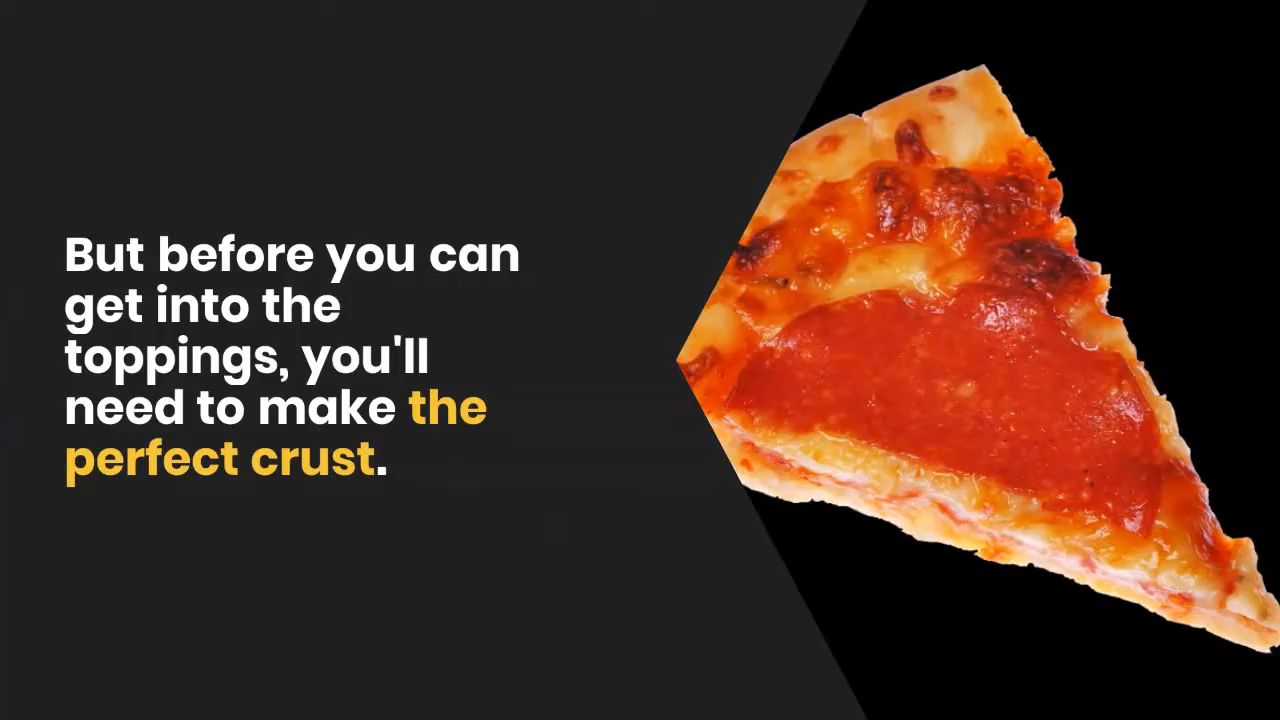 But before you can
get into the
toppings, you'll
need to make the
perfect crust.